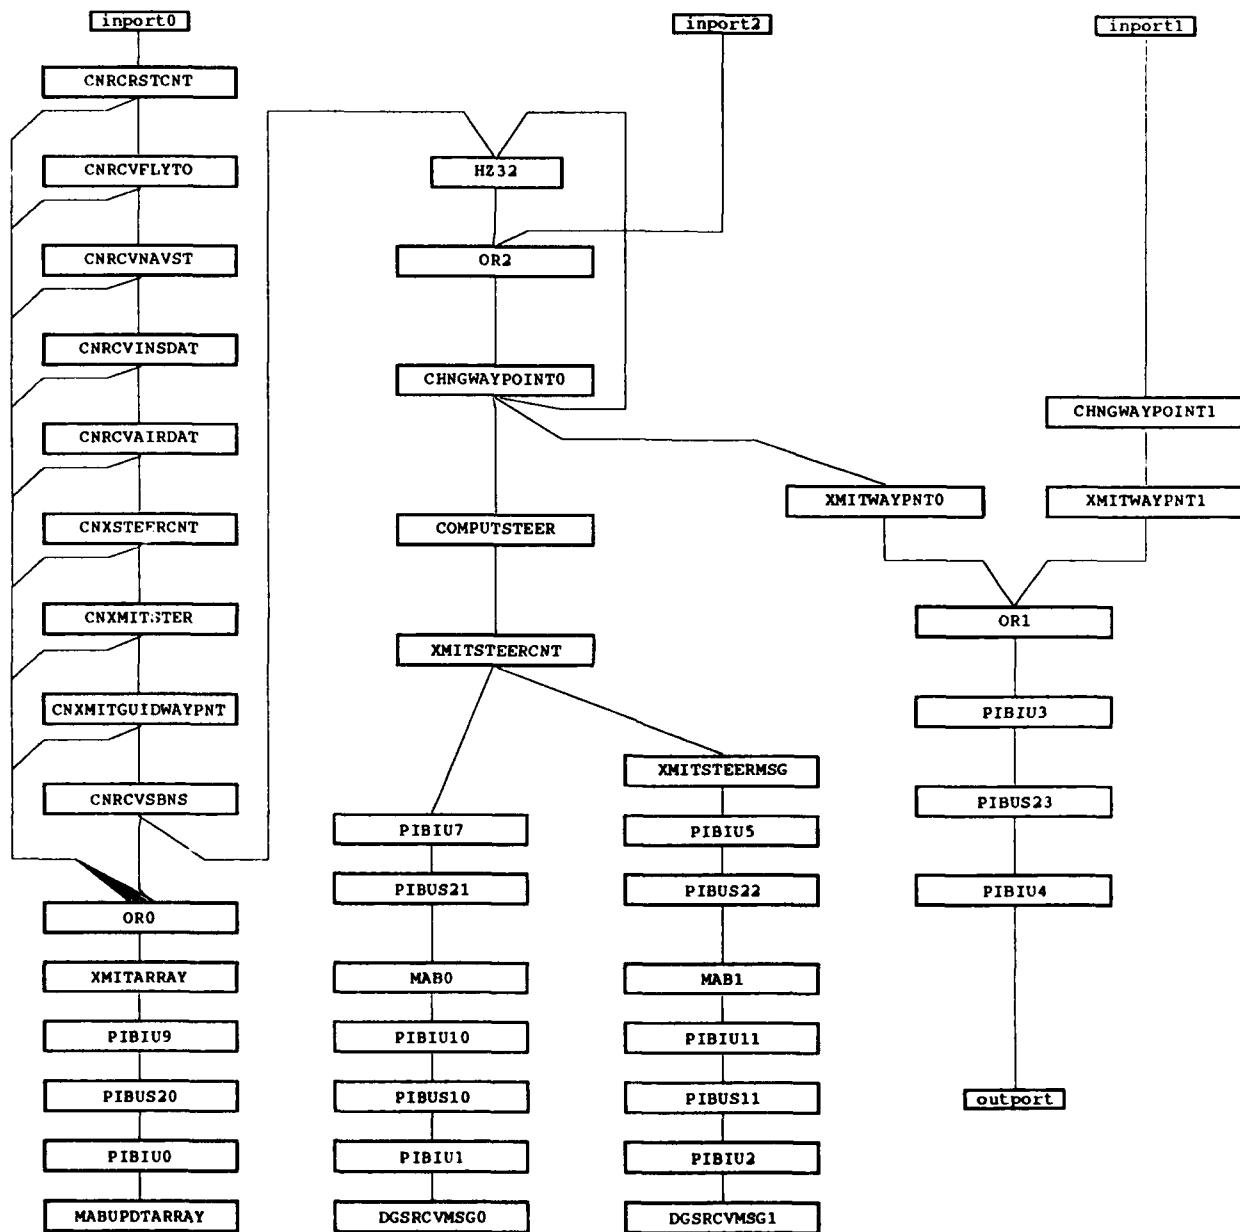 inport0
CNRCRSTCNT
CNRCVFLYTO
CNRCVNAVST
CNRCVINSDAT
CNRCVAIRDAT
CNXSTEERCNT
CNXMITSTER
CNXMITGUIDWAYPNT
CNRCVSBNS
OR0
XMITARRAY
PIBIU9
PIBUS20
PIBIU0
MABUPDTARRAY
inport2
HZ32
OR2
CHNGWAYPOINT0
COMPUTSTEER
XMITSTEERCNT
PIBIU7
PIBUS21
MAB0
PIBIU10
PIBUS10
PIBIU1
DGSRCVMSG0
XMITSTEERMSG
PIBIU5
PIBUS22
MAB1
PIBIU11
PIBUS11
PIBIU2
DGSRCVMSG1
inport1
CHNGWAYPOINT1
XMITWAYPNT0
XMITWAYPNT1
OR1
PIBIU3
PIBUS23
PIBIU4
outport